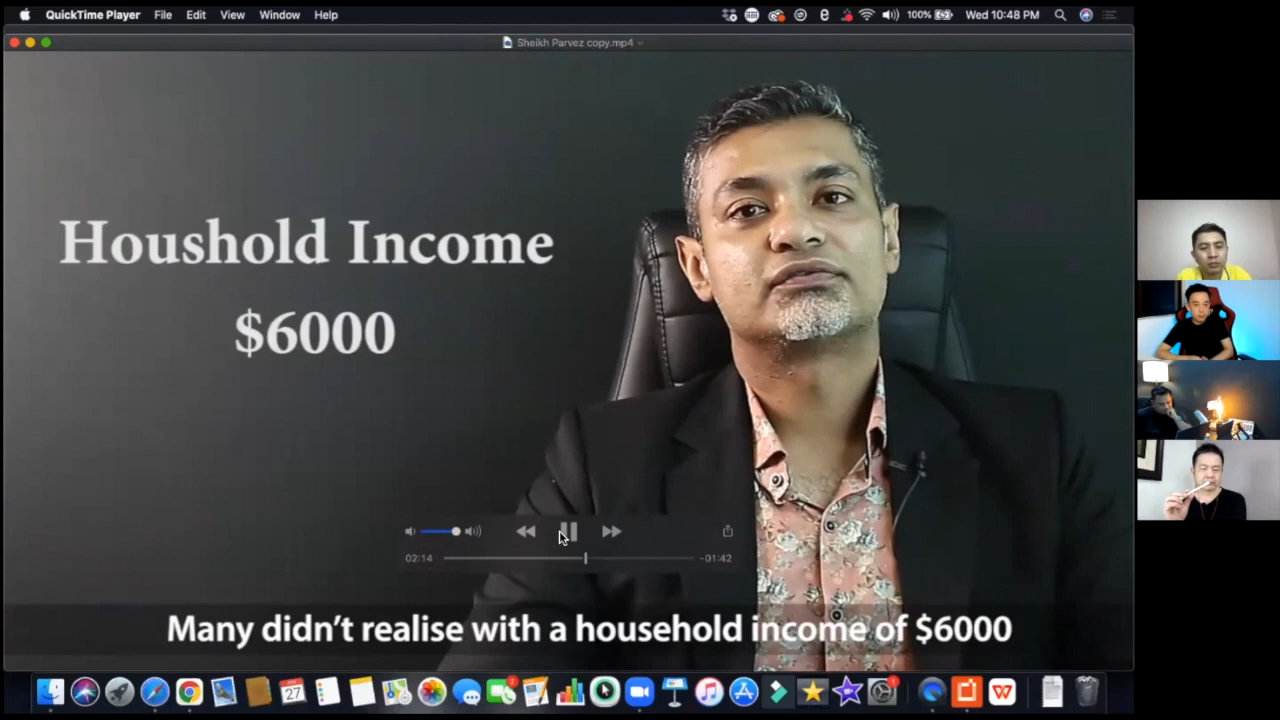 QuickTime Player File Edit View Window Help 100% Wed 10:48 PM
Sheikh Parvez copy.mp4
Houshold Income
$6000
02:14 -01:42
Many didn't realise with a household income of $6000
27